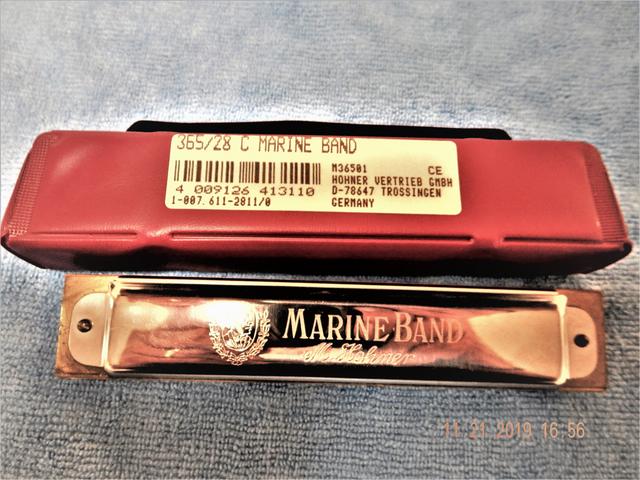 365/28 C MARINE BAND
4 009126 413110
1-007.611-2811/0
M36501 CE
HOHNER VERTRIEB GMBH
D-78647 TROSSINGEN
GERMANY
MARINE BAND
M. Hohner
11.21.2019 16:56